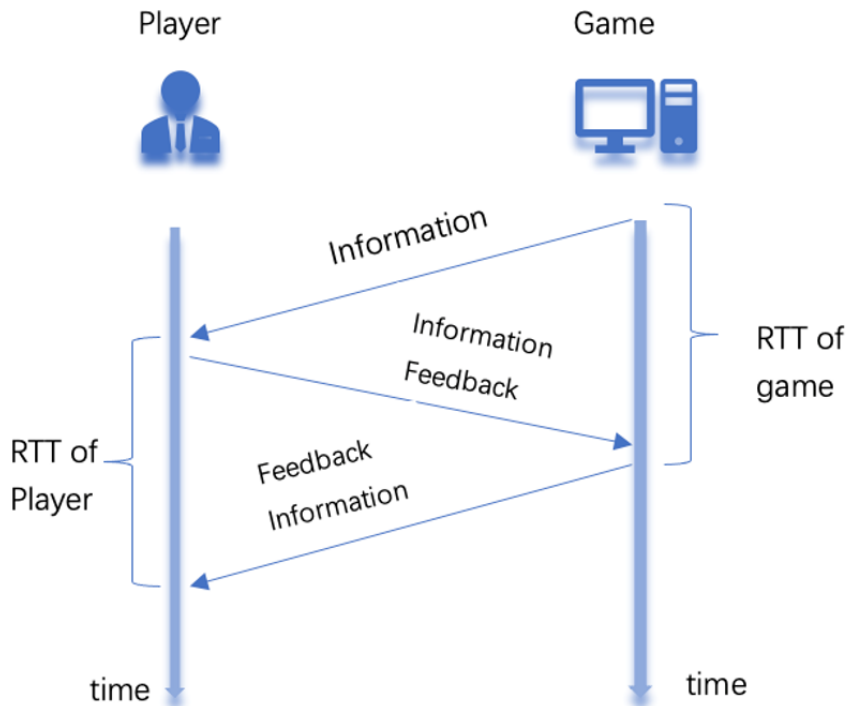 Player
Game
Information
Information
Feedback
RTT of
game
Feedback
Information
RTT of
Player
time
time